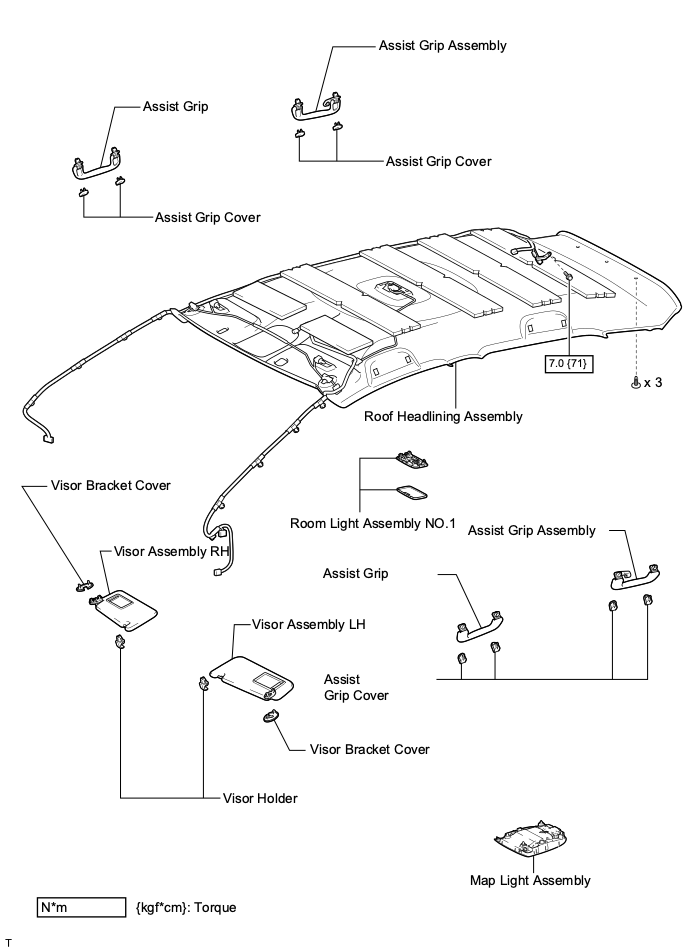 Assist Grip Assembly
Assist Grip
Assist Grip Cover
Assist Grip Cover
7.0 {71}
x 3
Roof Headlining Assembly
Visor Bracket Cover
Room Light Assembly NO.1
Assist Grip Assembly
Visor Assembly RH
Assist Grip
Visor Assembly LH
Assist
Grip Cover
Visor Bracket Cover
Visor Holder
Map Light Assembly
N*m
{kgf*cm}: Torque
T